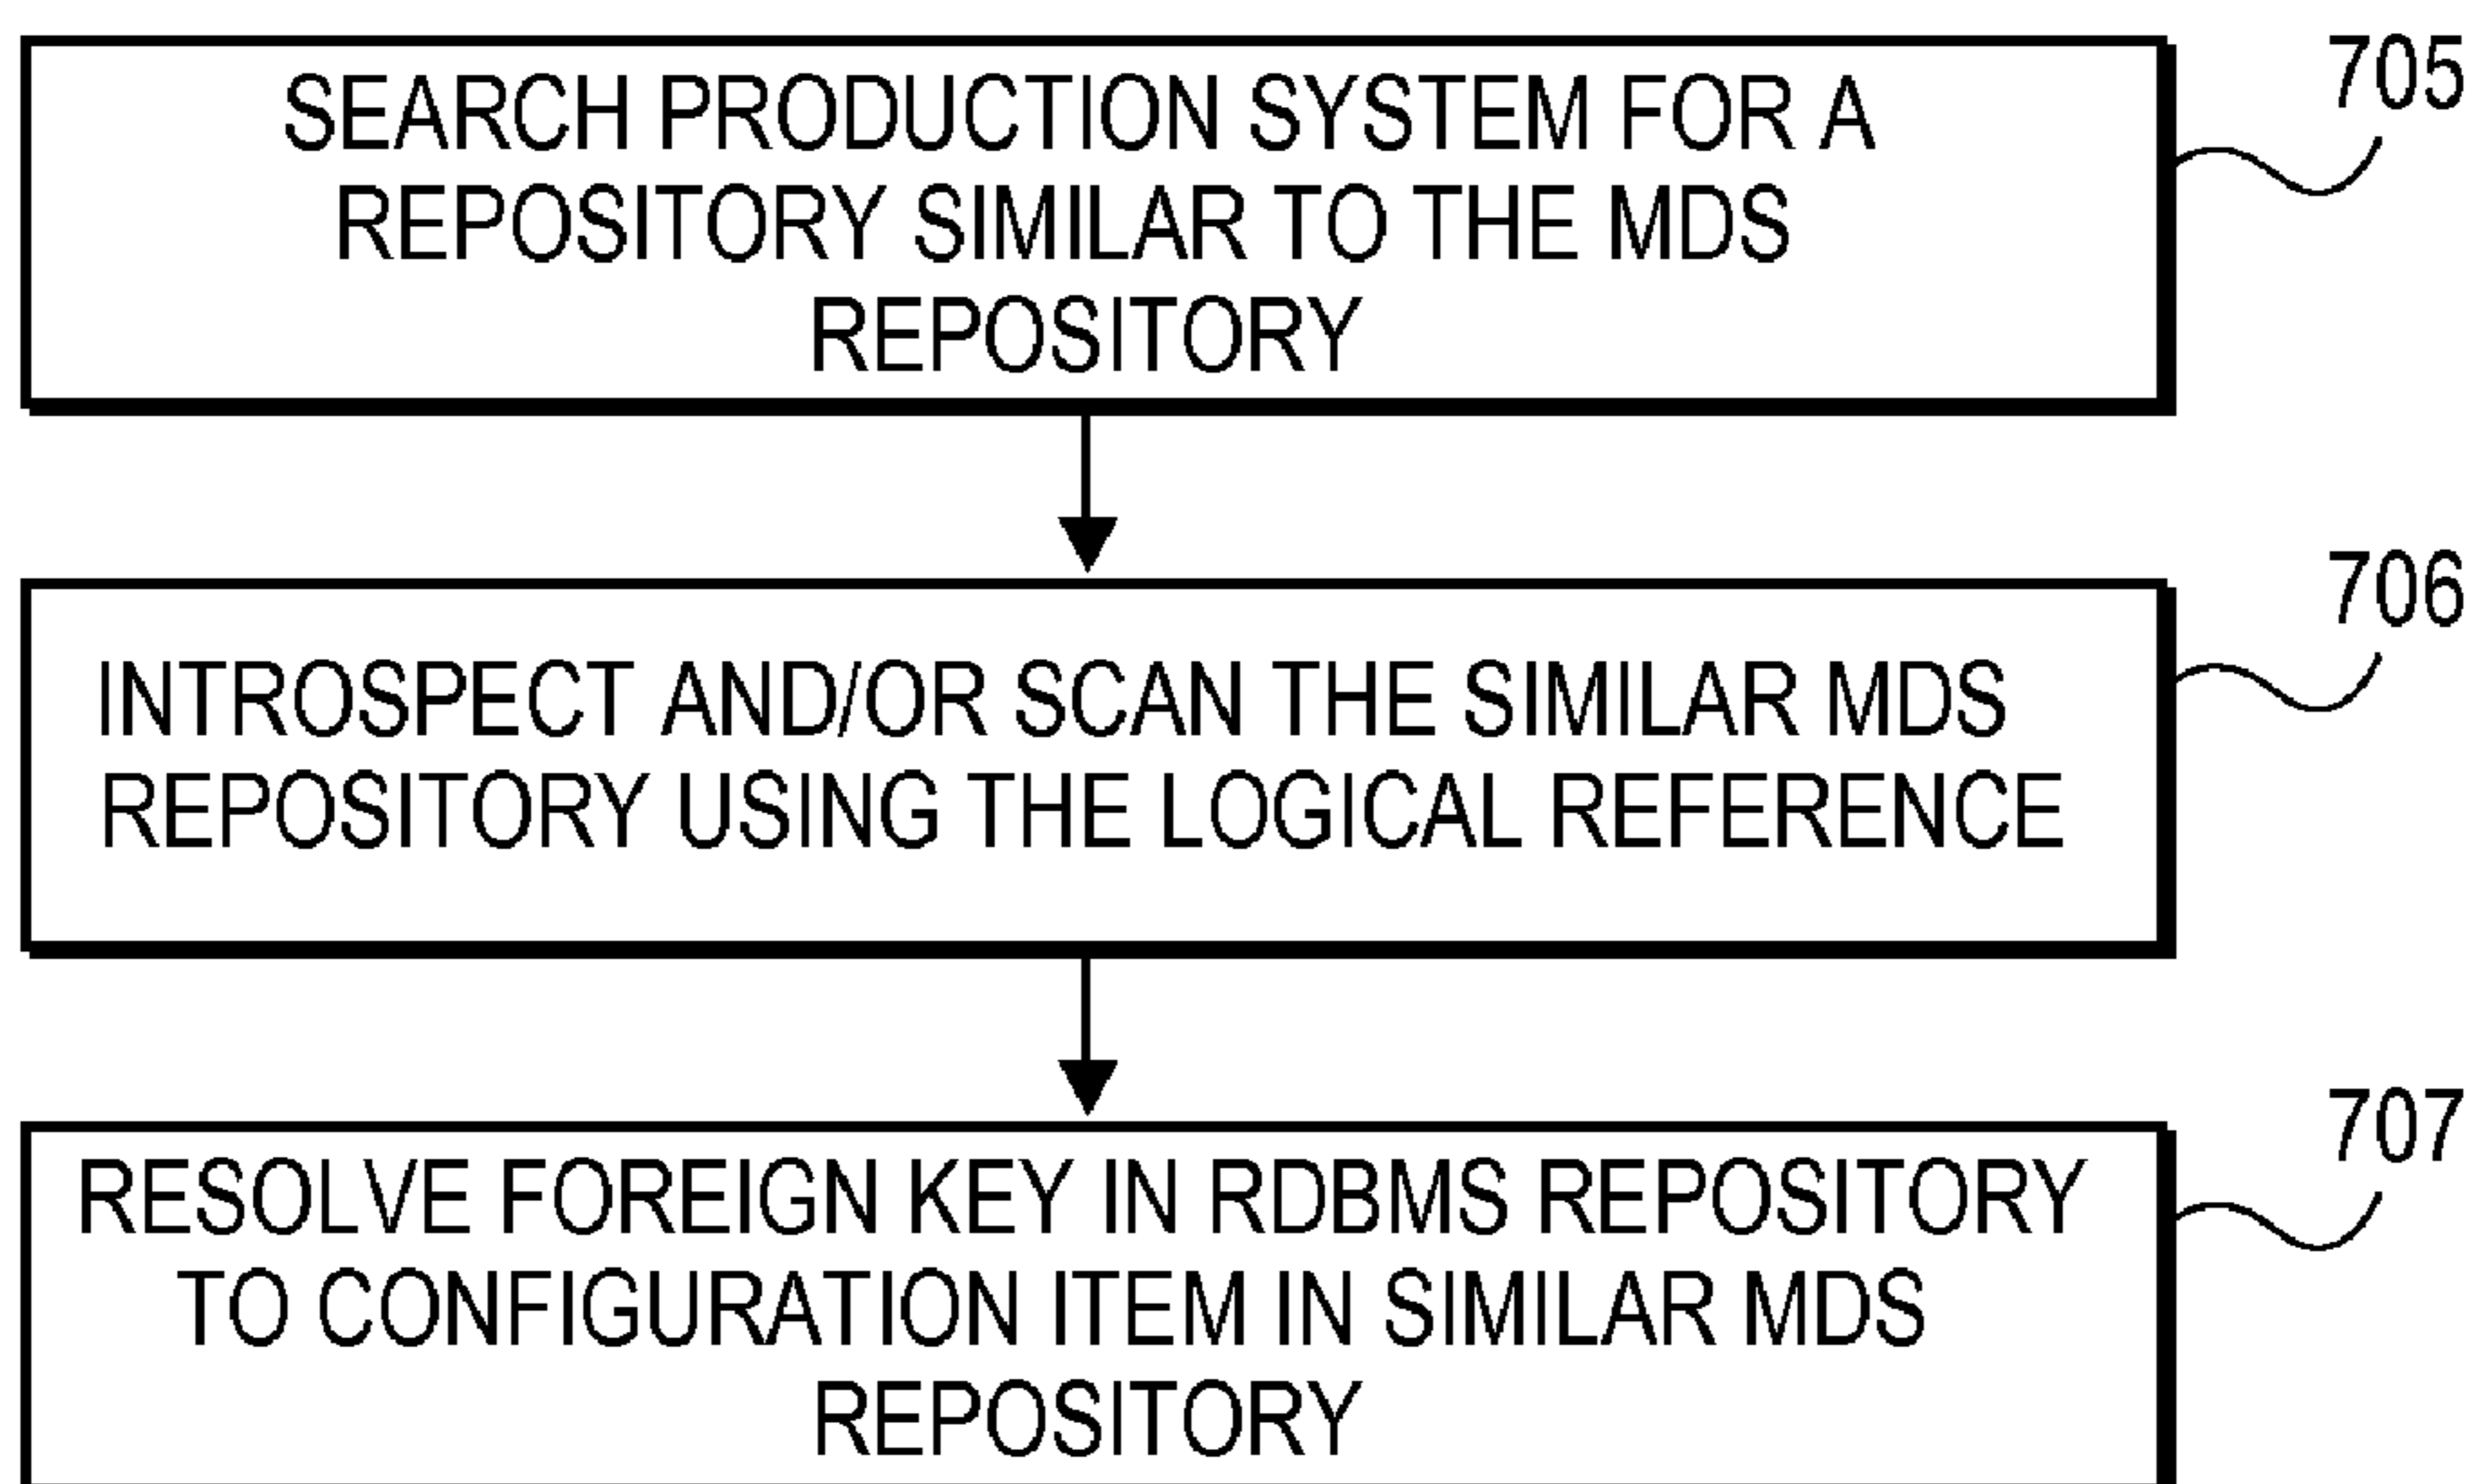 705
SEARCH PRODUCTION SYSTEM FOR A
REPOSITORY SIMILAR TO THE MDS
REPOSITORY
706
INTROSPECT AND/OR SCAN THE SIMILAR MDS
REPOSITORY USING THE LOGICAL REFERENCE
707
RESOLVE FOREIGN KEY IN RDBMS REPOSITORY
TO CONFIGURATION ITEM IN SIMILAR MDS
REPOSITORY